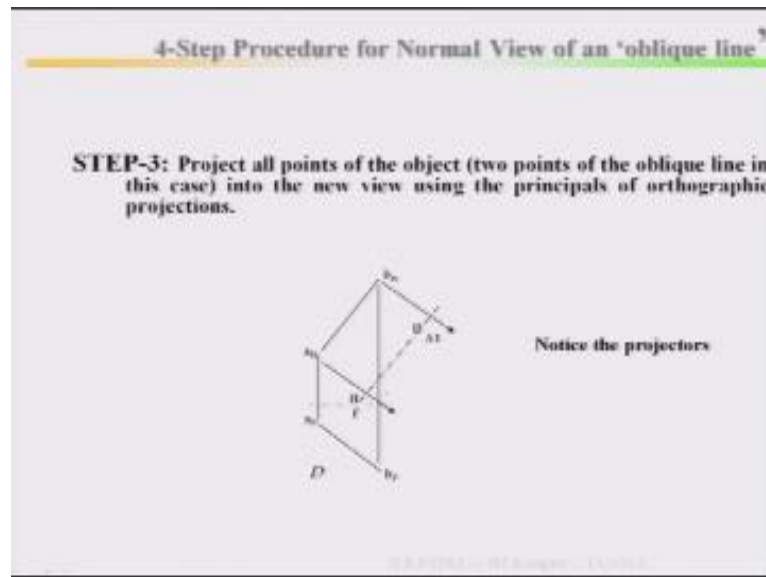 4-Step Procedure for Normal View of an ‘oblique line’
STEP-3: Project all points of the object (two points of the oblique line in
this case) into the new view using the principals of orthographic
projections.
Notice the projectors
H
H
F
D